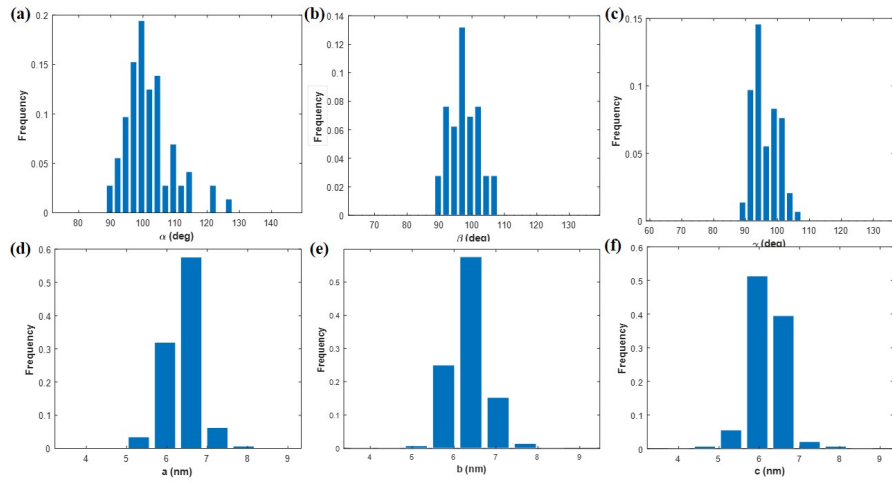 (a)
0.2
0.15
0.1
0.05
0
Frequency
80 90 100 110 120 130 140
α (deg)
(b)
0.14
0.12
0.1
0.08
0.06
0.04
0.02
0
Frequency
70 80 90 100 110 120 130
β (deg)
(c)
0.15
0.1
0.05
0
Frequency
60 70 80 90 100 110 120 130
γ (deg)
(d)
0.6
0.5
0.4
0.3
0.2
0.1
0
Frequency
4 5 6 7 8 9
a (nm)
(e)
0.5
0.4
0.3
0.2
0.1
0
Frequency
4 5 6 7 8 9
b (nm)
(f)
0.6
0.5
0.4
0.3
0.2
0.1
0
Frequency
4 5 6 7 8 9
c (nm)